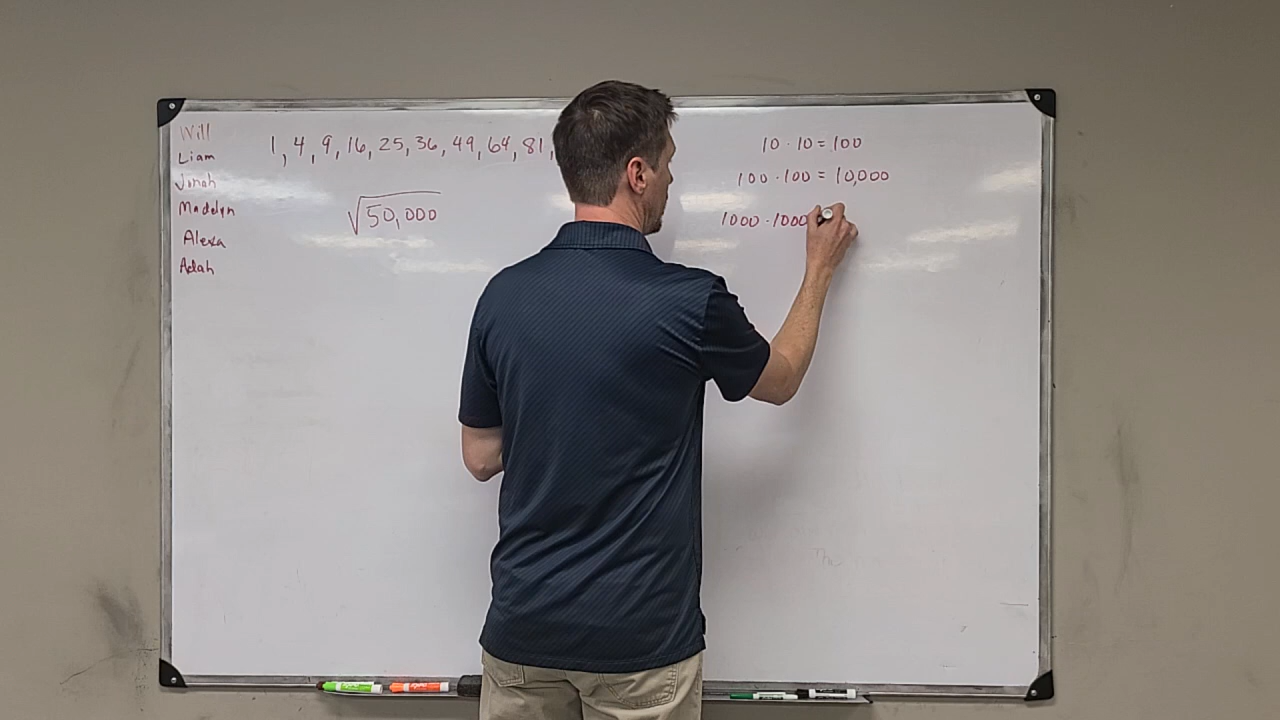 Will
Liam
Jonah
Madelyn
Alexa
Adah
1, 4, 9, 16, 25, 36, 49, 64, 81,
√50,000
10 · 10 = 100
100 · 100 = 10,000
1000 · 1000